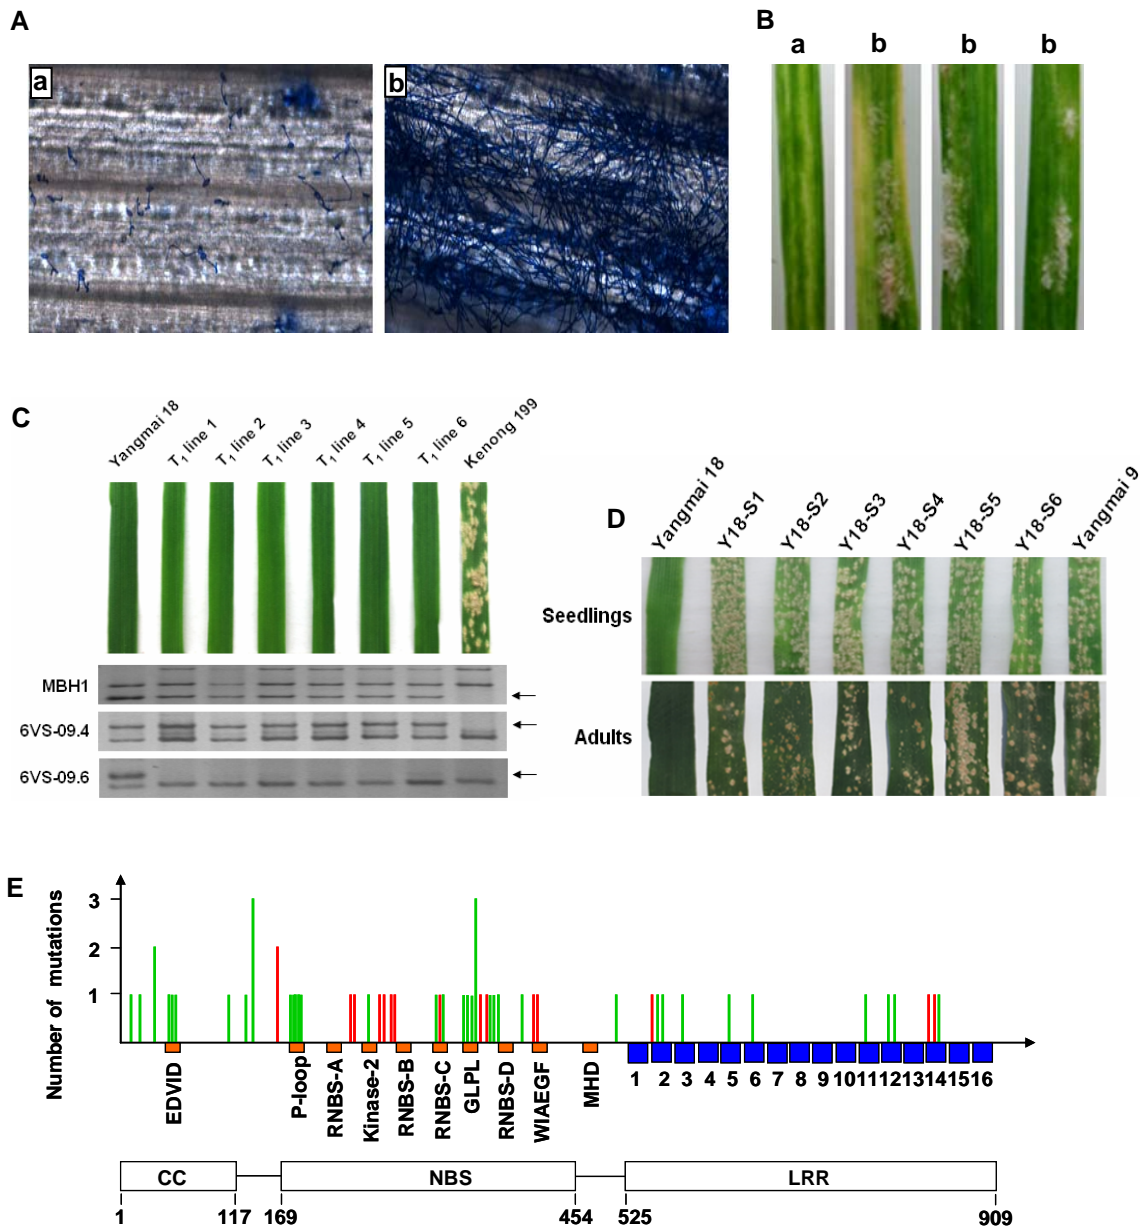 A
a
b
B
a b b b
C
Yangmai 18
T1 line 1
T1 line 2
T1 line 3
T1 line 4
T1 line 5
T1 line 6
Kenong 199
MBH1
6VS-09.4
6VS-09.6
D
Yangmai 18
Y18-S1
Y18-S2
Y18-S3
Y18-S4
Y18-S5
Y18-S6
Yangmai 9
Seedlings
Adults
E
Number of mutations
3
2
1
EDVID
P-loop
RNBS-A
Kinase-2
RNBS-B
RNBS-C
GLPL
RNBS-D
WIAEGF
MHD
1 2 3 4 5 6 7 8 9 10 11 12 13 14 15 16
CC NBS LRR
1 117 169 454 525 909